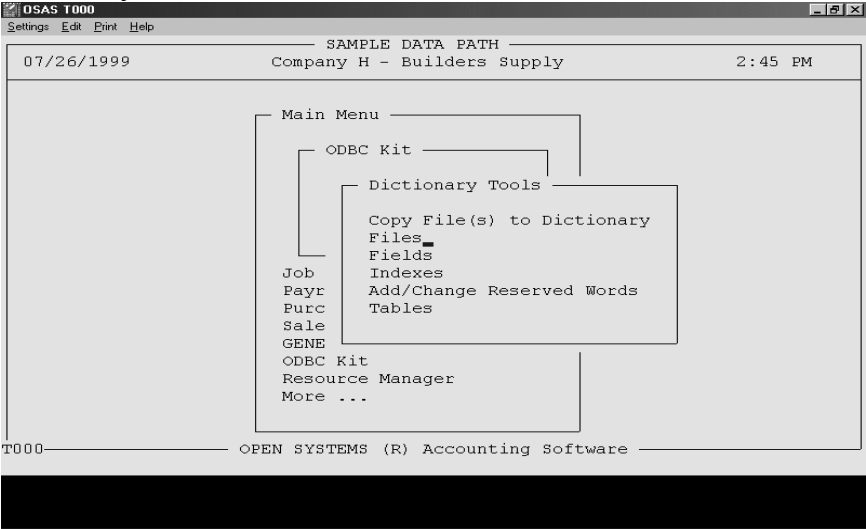 OSAS T000
Settings Edit Print Help
SAMPLE DATA PATH
07/26/1999 Company H - Builders Supply 2:45 PM
Main Menu
ODBC Kit
Dictionary Tools
Copy File(s) to Dictionary
Files
Fields
Job Indexes
Payr Add/Change Reserved Words
Purc Tables
Sale
GENE
ODBC Kit
Resource Manager
More ...
T000 OPEN SYSTEMS (R) Accounting Software